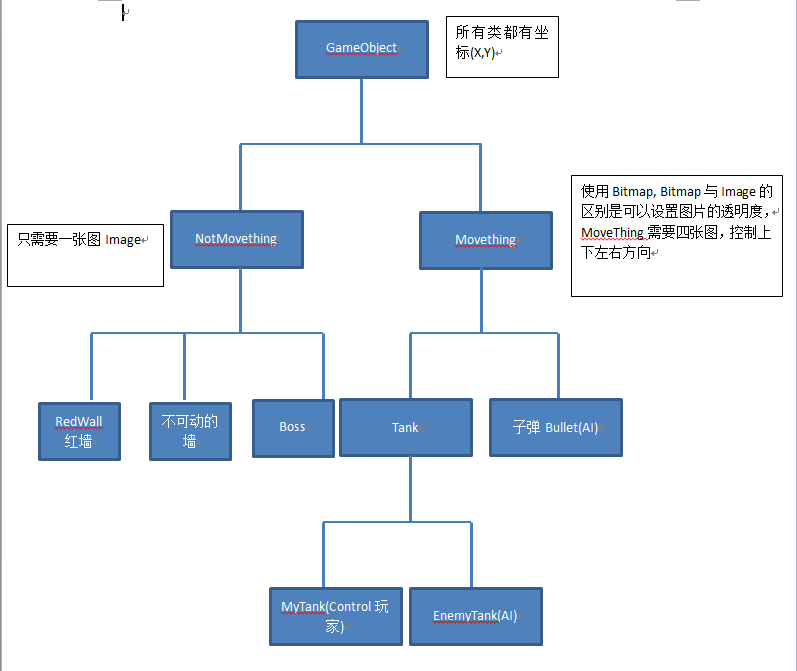 GameObject
所有类都有坐
标(X,Y)
使用 Bitmap, Bitmap 与 Image 的
区别是可以设置图片的透明度，
MoveThing 需要四张图，控制上
下左右方向
只需要一张图 Image
NotMovething
Movething
RedWall
红墙
不可动的
墙
Boss
Tank
子弹 Bullet(AI)
MyTank(Control 玩
家)
EnemyTank(AI)